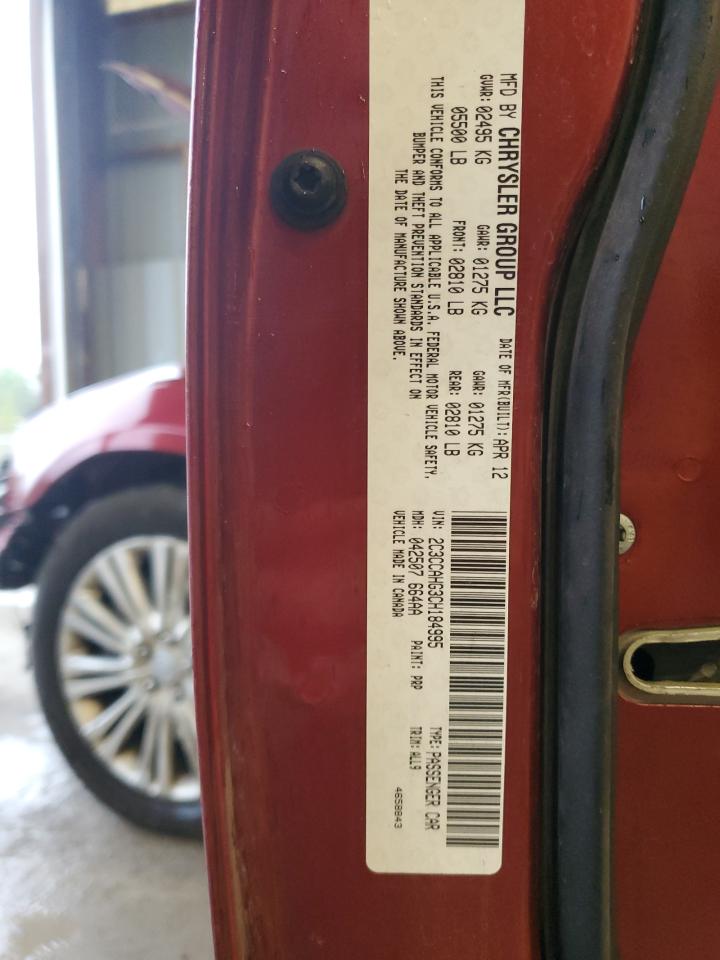 MFD BY CHRYSLER GROUP LLC DATE OF MFR(BUILT): APR 12
GVWR: 02495 KG GAWR: 01275 KG GAWR: 01275 KG
05500 LB FRONT: 02810 LB REAR: 02810 LB
THIS VEHICLE CONFORMS TO ALL APPLICABLE U.S.A. FEDERAL MOTOR VEHICLE SAFETY,
BUMPER AND THEFT PREVENTION STANDARDS IN EFFECT ON
THE DATE OF MANUFACTURE SHOWN ABOVE.
VIN: 2C3CCAHG3CH184995 TYPE: PASSENGER CAR
MDH: 042507 664AA PAINT: PRP TRIM: ALL9
VEHICLE MADE IN CANADA 4658843